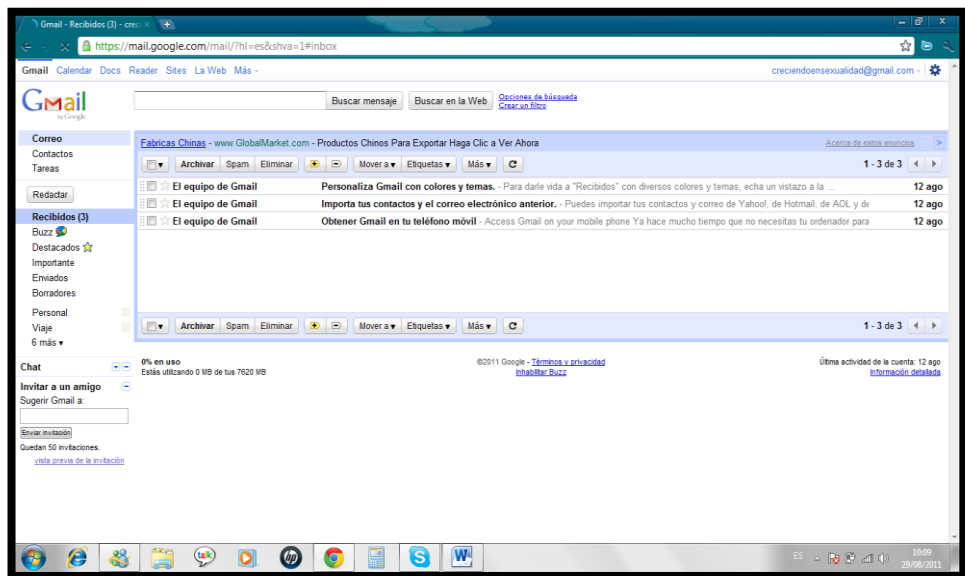 Gmail - Recibidos (3) - crec
https://mail.google.com/mail/?hl=es&shva=1#inbox
Gmail Calendar Docs Reader Sites La Web Más
creciendoensexualidad@gmail.com
Gmail
by Google
Buscar mensaje Buscar en la Web Opciones de búsqueda
Crear un filtro
Correo
Contactos
Tareas
Redactar
Recibidos (3)
Buzz
Destacados
Importante
Enviados
Borradores
Personal
Viaje
6 más
Fabricas Chinas - www.GlobalMarket.com - Productos Chinos Para Exportar Haga Clic a Ver Ahora Acerca de estos anuncios < >
Archivar Spam Eliminar Mover a Etiquetas Más 1 - 3 de 3
El equipo de Gmail Personaliza Gmail con colores y temas. - Para darle vida a "Recibidos" con diversos colores y temas, echa un vistazo a la ... 12 ago
El equipo de Gmail Importa tus contactos y el correo electrónico anterior. - Puedes importar tus contactos y correo de Yahoo!, de Hotmail, de AOL y de 12 ago
El equipo de Gmail Obtener Gmail en tu teléfono móvil - Access Gmail on your mobile phone Ya hace mucho tiempo que no necesitas tu ordenador para 12 ago
Archivar Spam Eliminar Mover a Etiquetas Más 1 - 3 de 3
Chat
Invitar a un amigo
Sugerir Gmail a:
Enviar invitación
Quedan 50 invitaciones.
vista previa de la invitación
0% en uso
Estás utilizando 0 MB de tus 7620 MB
©2011 Google - Términos y privacidad
Inhabilitar Buzz
Última actividad de la cuenta: 12 ago
Información detallada
talk
hp
S
W
ES
10:09
29/08/2011